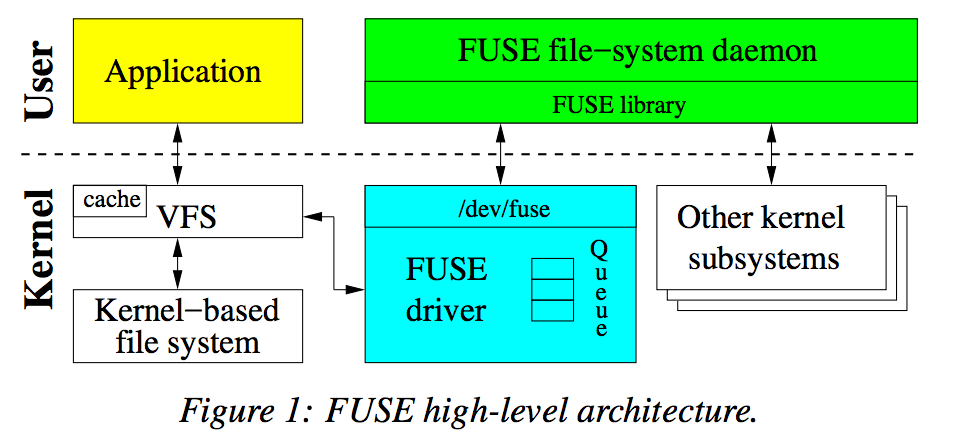 User
Application
FUSE file−system daemon
FUSE library
Kernel
cache
VFS
Kernel−based
file system
/dev/fuse
FUSE
driver
Queue
Other kernel
subsystems
Figure 1: FUSE high-level architecture.